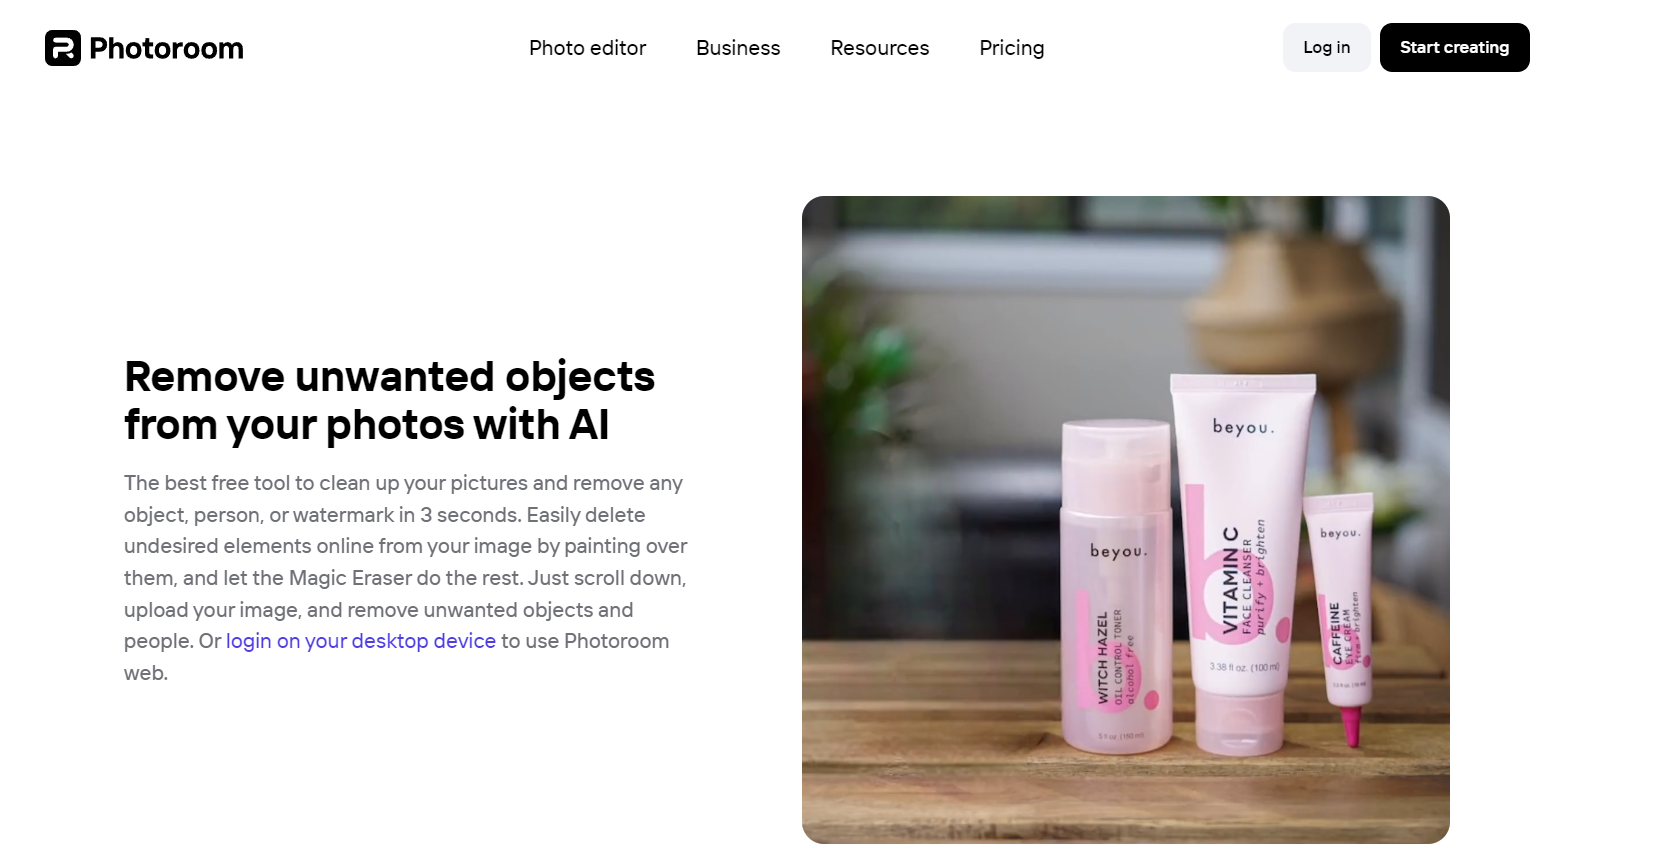 Photoroom
Photo editor
Business
Resources
Pricing
Log in
Start creating
Remove unwanted objects
from your photos with AI
The best free tool to clean up your pictures and remove any
object, person, or watermark in 3 seconds. Easily delete
undesired elements online from your image by painting over
them, and let the Magic Eraser do the rest. Just scroll down,
upload your image, and remove unwanted objects and
people. Or login on your desktop device to use Photoroom
web.
beyou.
b.
WITCH HAZEL
OIL CONTROL TONER
alcohol free
5 fl oz. (150 ml)
beyou.
b.
VITAMIN C
FACE CLEANSER
purify + brighten
3.38 fl oz. (100 ml)
beyou.
b.
CAFFEINE
EYE CREAM
firm + brighten